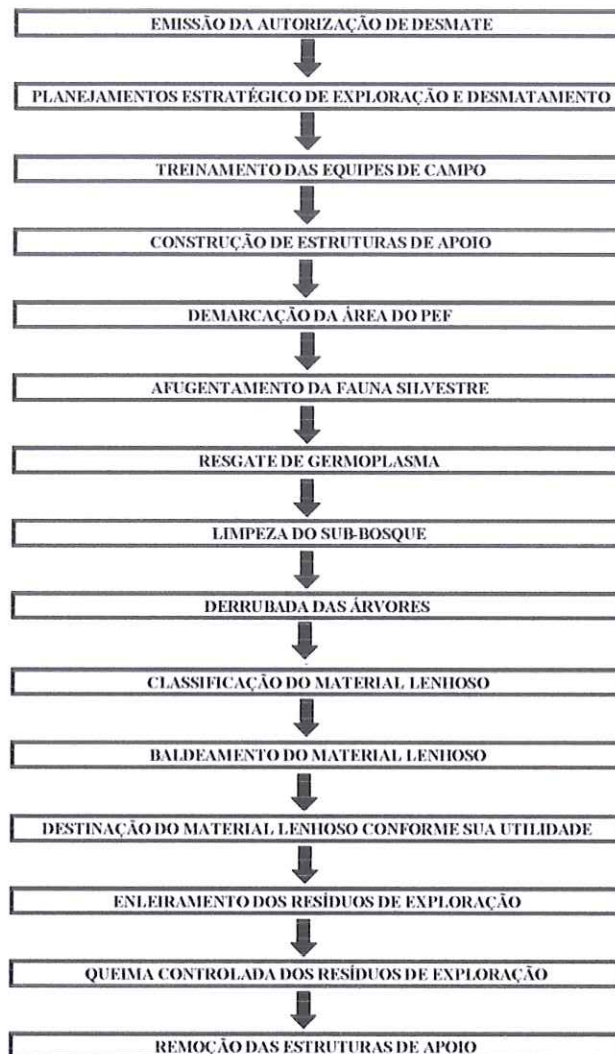 EMISSÃO DA AUTORIZAÇÃO DE DESMATE
PLANEJAMENTOS ESTRATÉGICO DE EXPLORAÇÃO E DESMATAMENTO
TREINAMENTO DAS EQUIPES DE CAMPO
CONSTRUÇÃO DE ESTRUTURAS DE APOIO
DEMARCAÇÃO DA ÁREA DO PEF
AFUGENTAMENTO DA FAUNA SILVESTRE
RESGATE DE GERMOPLASMA
LIMPEZA DO SUB-BOSQUE
DERRUBADA DAS ÁRVORES
CLASSIFICAÇÃO DO MATERIAL LENHOSO
BALDEAMENTO DO MATERIAL LENHOSO
DESTINAÇÃO DO MATERIAL LENHOSO CONFORME SUA UTILIDADE
ENLEIRAMENTO DOS RESÍDUOS DE EXPLORAÇÃO
QUEIMA CONTROLADA DOS RESÍDUOS DE EXPLORAÇÃO
REMOÇÃO DAS ESTRUTURAS DE APOIO